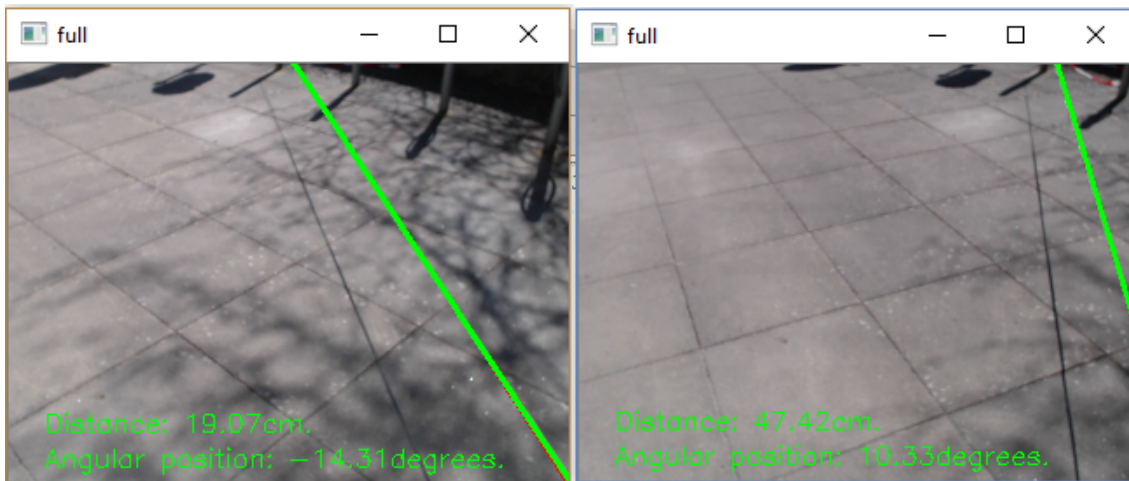 full
Distance: 19.07cm.
Angular position: −14.31degrees.
full
Distance: 47.42cm.
Angular position: 10.33degrees.